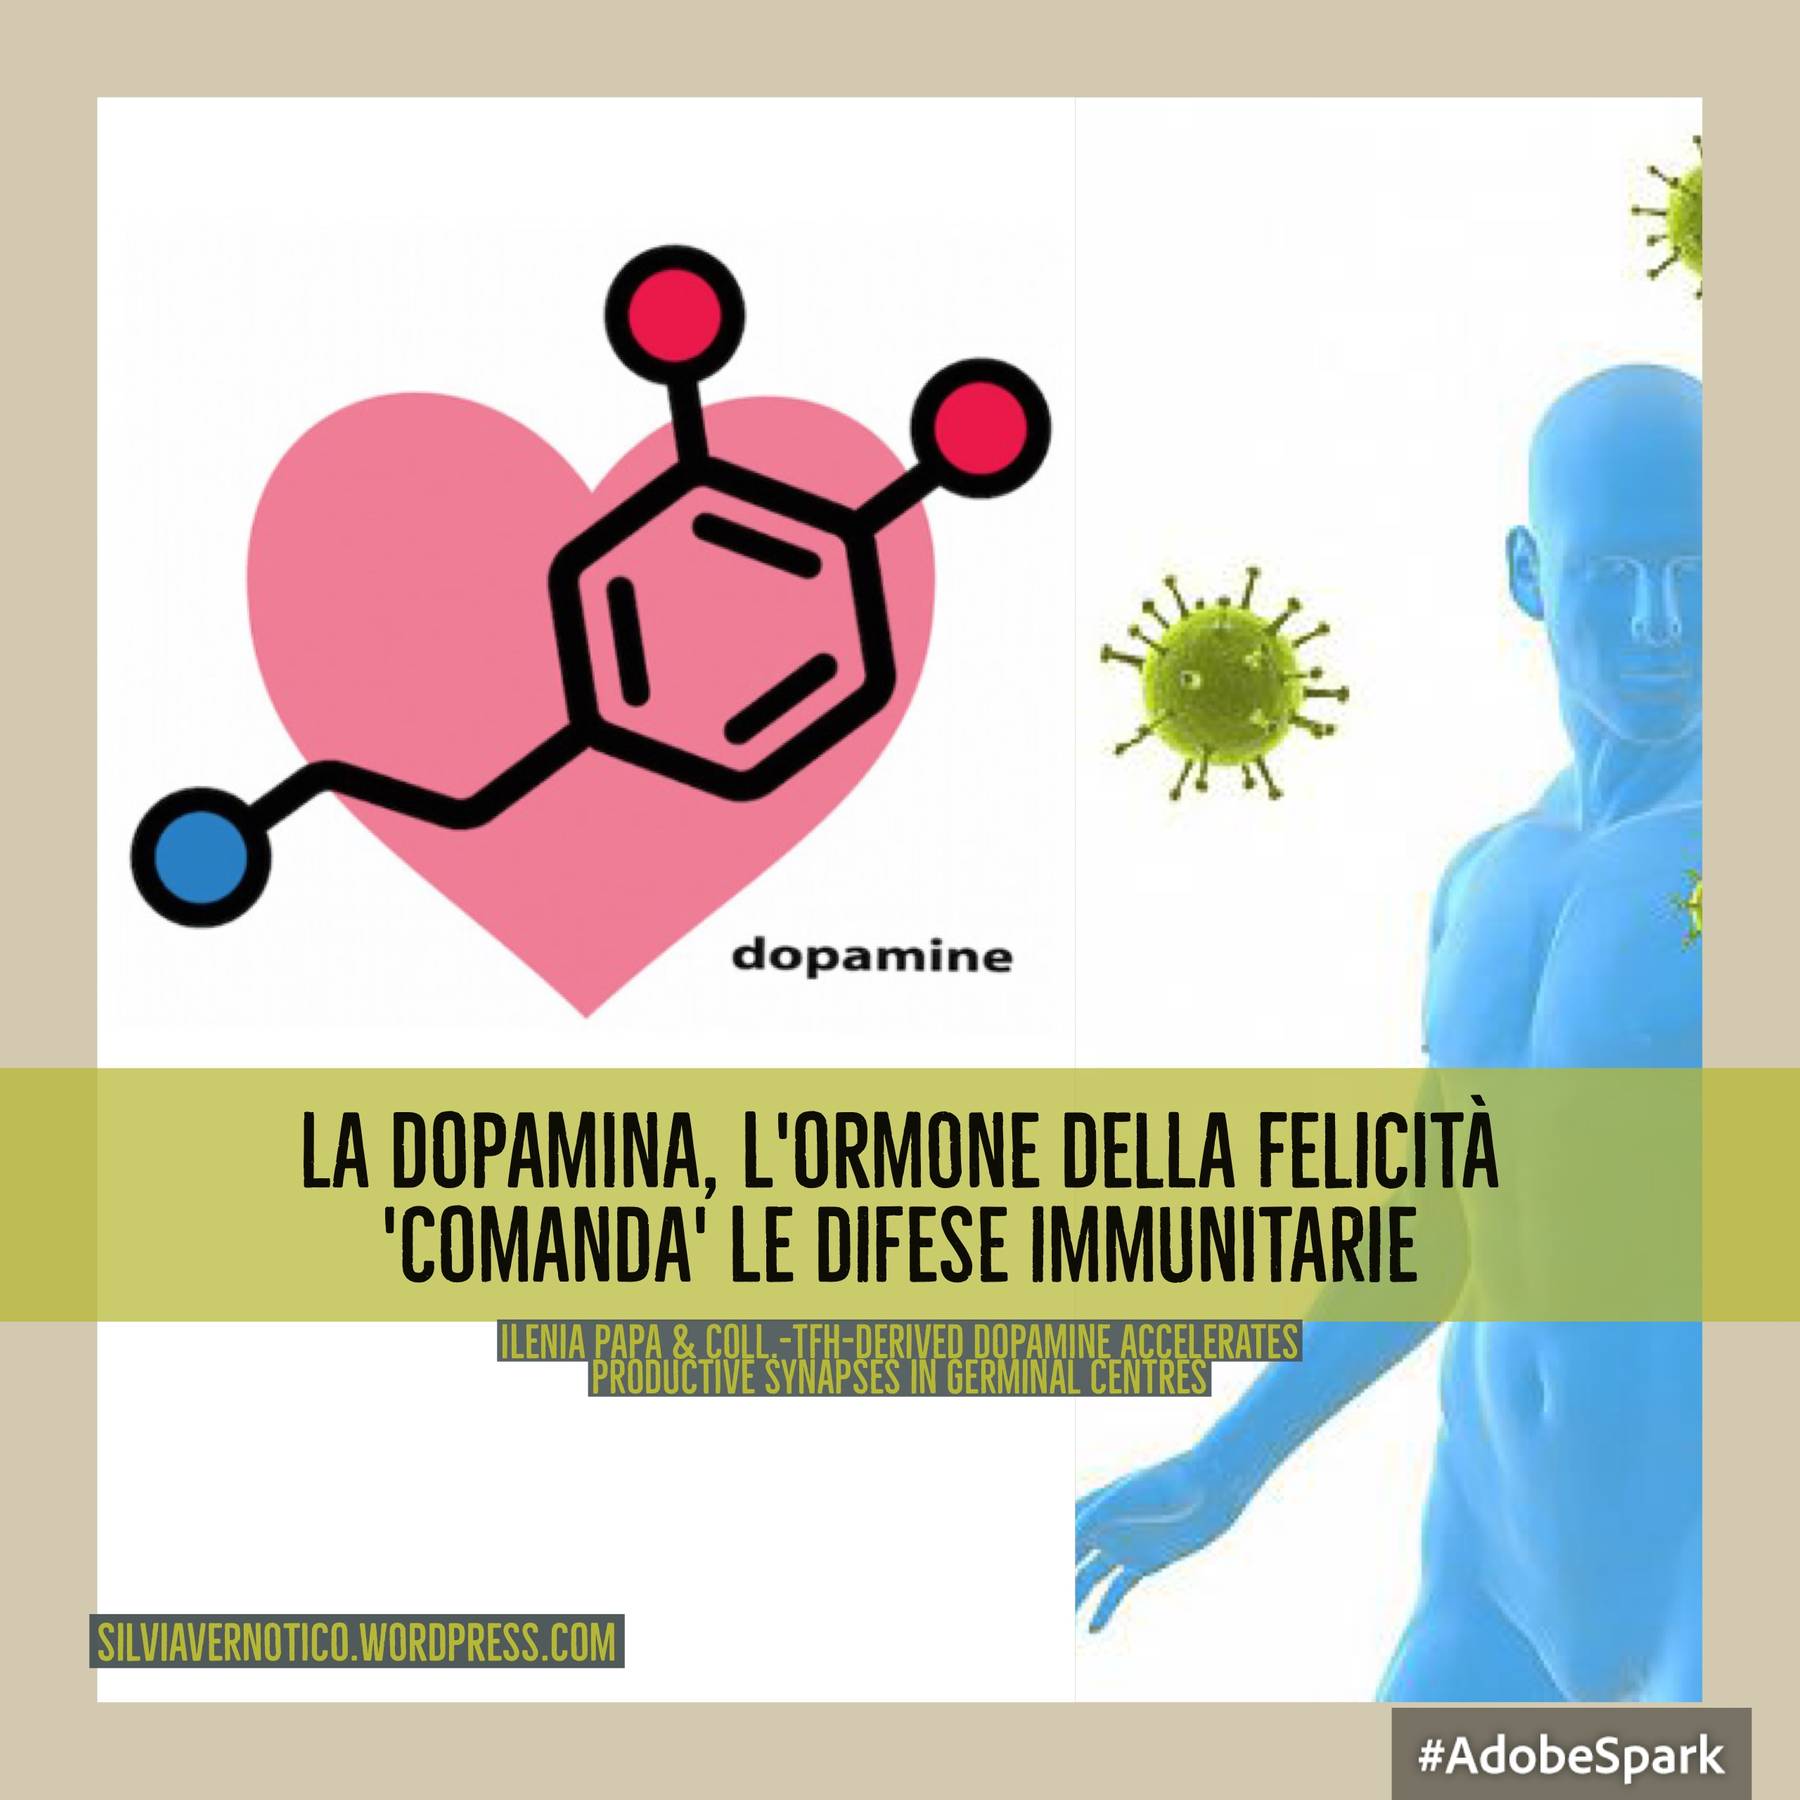 dopamine
LA DOPAMINA, L'ORMONE DELLA FELICITÀ
'COMANDA' LE DIFESE IMMUNITARIE
ILENIA PAPA & COLL.-TFH-DERIVED DOPAMINE ACCELERATES
PRODUCTIVE SYNAPSES IN GERMINAL CENTRES
SILVIAVERNOTICO.WORDPRESS.COM
#AdobeSpark